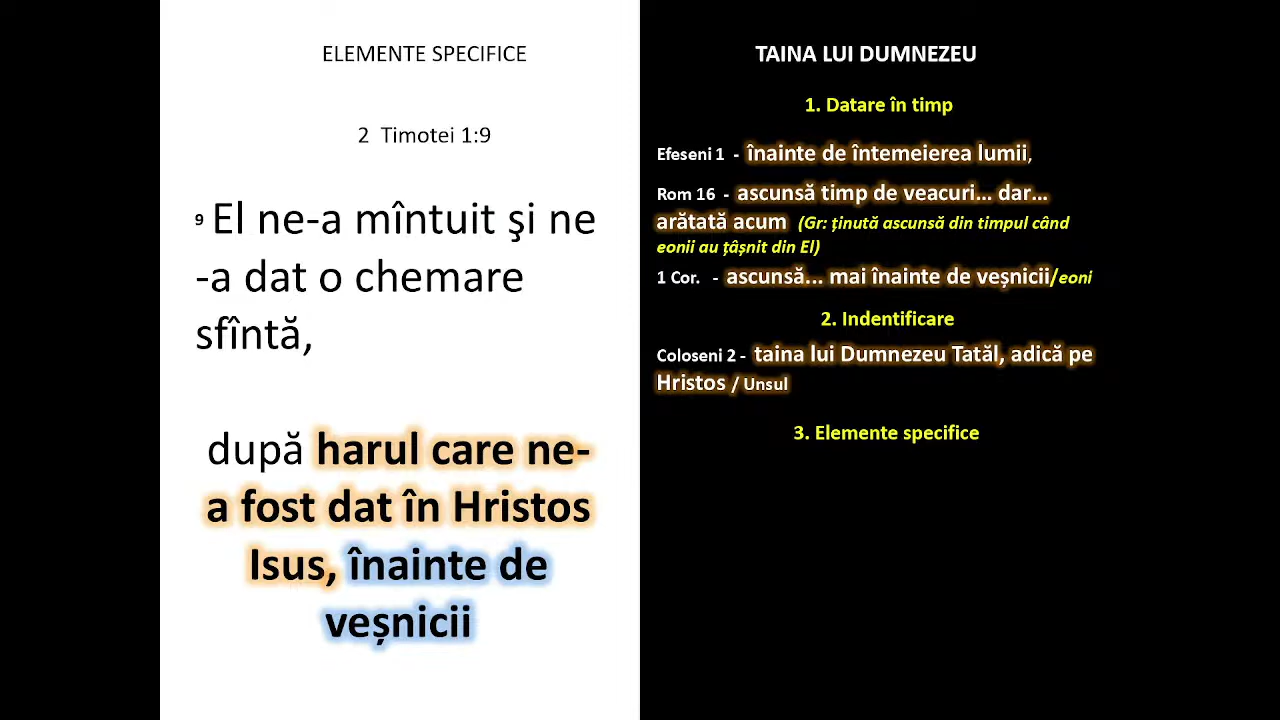 ELEMENTE SPECIFICE
2 Timotei 1:9
9 El ne-a mîntuit şi ne
-a dat o chemare
sfîntă,
după harul care ne-
a fost dat în Hristos
Isus, înainte de
veșnicii
TAINA LUI DUMNEZEU
1. Datare în timp
Efeseni 1 - înainte de întemeierea lumii,
Rom 16 - ascunsă timp de veacuri... dar...
arătată acum (Gr: ținută ascunsă din timpul când
eonii au țâșnit din El)
1 Cor. - ascunsă... mai înainte de veșnicii/eoni
2. Indentificare
Coloseni 2 - taina lui Dumnezeu Tatăl, adică pe
Hristos / Unsul
3. Elemente specifice